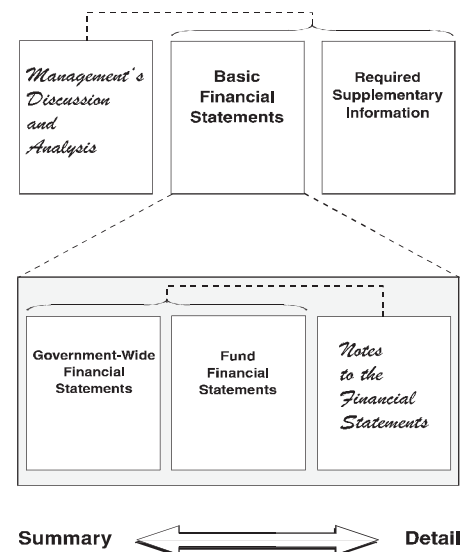 Management's
Discussion
and
Analysis
Basic
Financial
Statements
Required
Supplementary
Information
Government-Wide
Financial
Statements
Fund
Financial
Statements
Notes
to the
Financial
Statements
Summary
Detail